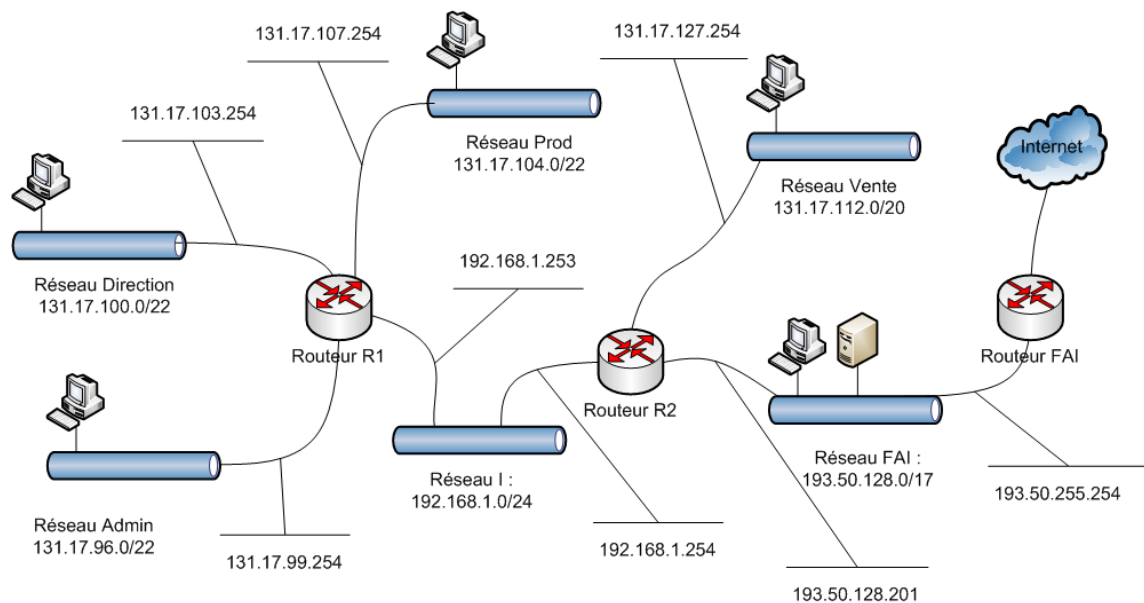 131.17.107.254
131.17.127.254
131.17.103.254
Réseau Prod
131.17.104.0/22
Internet
Réseau Vente
131.17.112.0/20
192.168.1.253
Réseau Direction
131.17.100.0/22
Routeur R1
Routeur FAI
Routeur R2
Réseau I :
192.168.1.0/24
Réseau FAI :
193.50.128.0/17
193.50.255.254
Réseau Admin
131.17.96.0/22
131.17.99.254
192.168.1.254
193.50.128.201